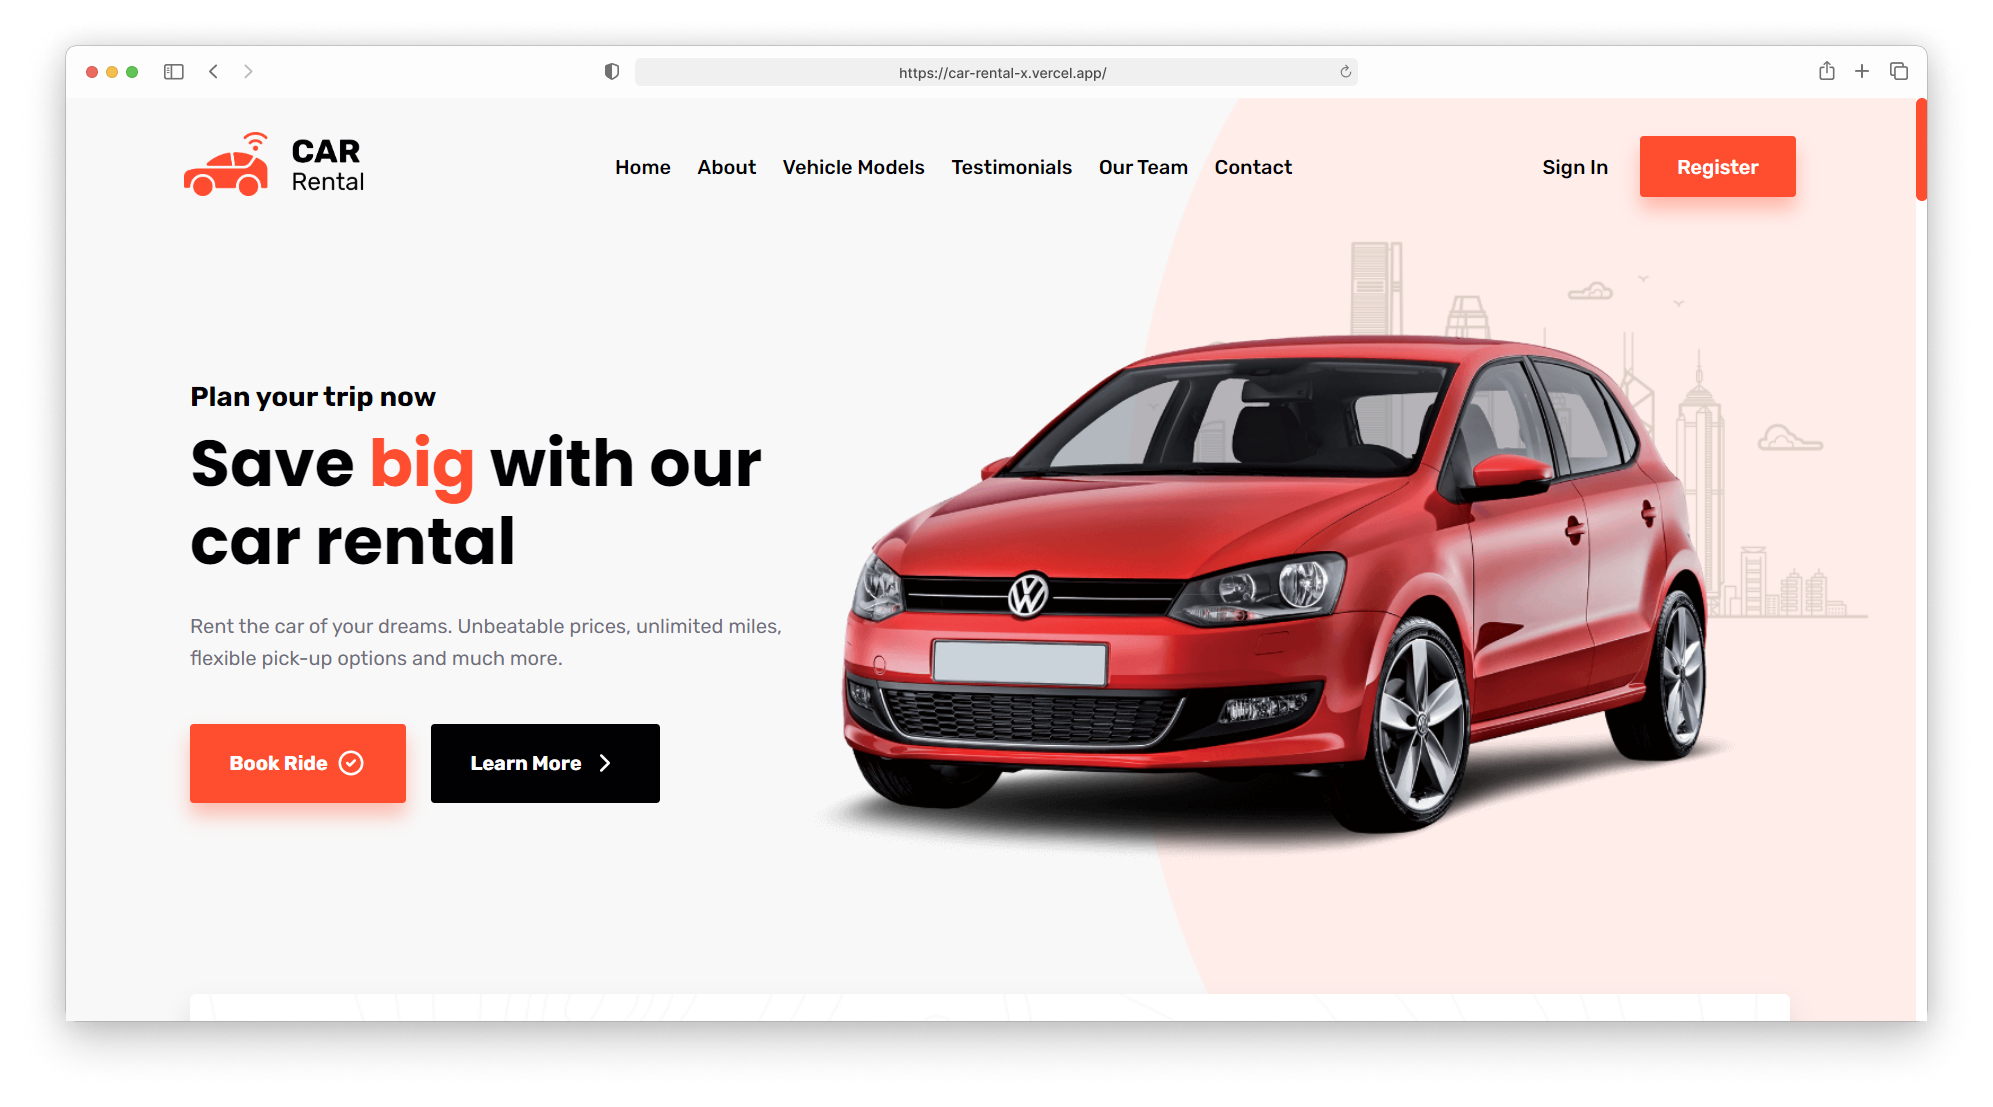 https://car-rental-x.vercel.app/
CAR
Rental
Home About Vehicle Models Testimonials Our Team Contact
Sign In Register
Plan your trip now
Save big with our
car rental
Rent the car of your dreams. Unbeatable prices, unlimited miles,
flexible pick-up options and much more.
Book Ride
Learn More